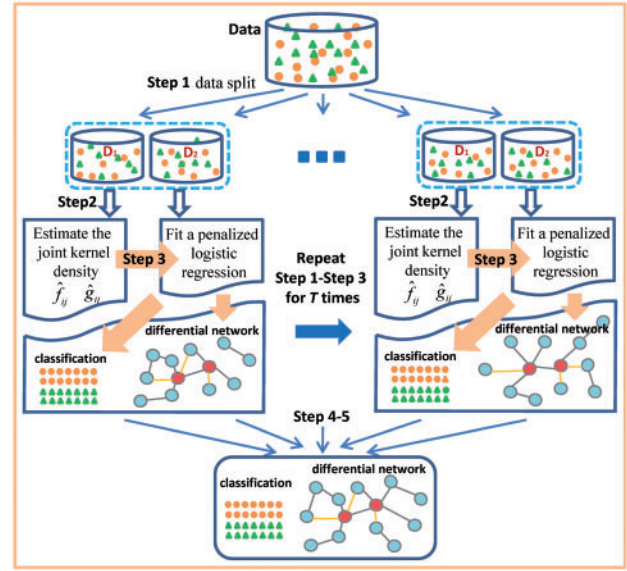 Data
Step 1 data split
D1 D2
D1 D2
Step2
Step2
Estimate the
joint kernel
density
f̂ij ĝij
Step 3
Fit a penalized
logistic
regression
Repeat
Step 1-Step 3
for T times
Estimate the
joint kernel
density
f̂ij ĝij
Step 3
Fit a penalized
logistic
regression
differential network
classification
differential network
classification
Step 4-5
differential network
classification